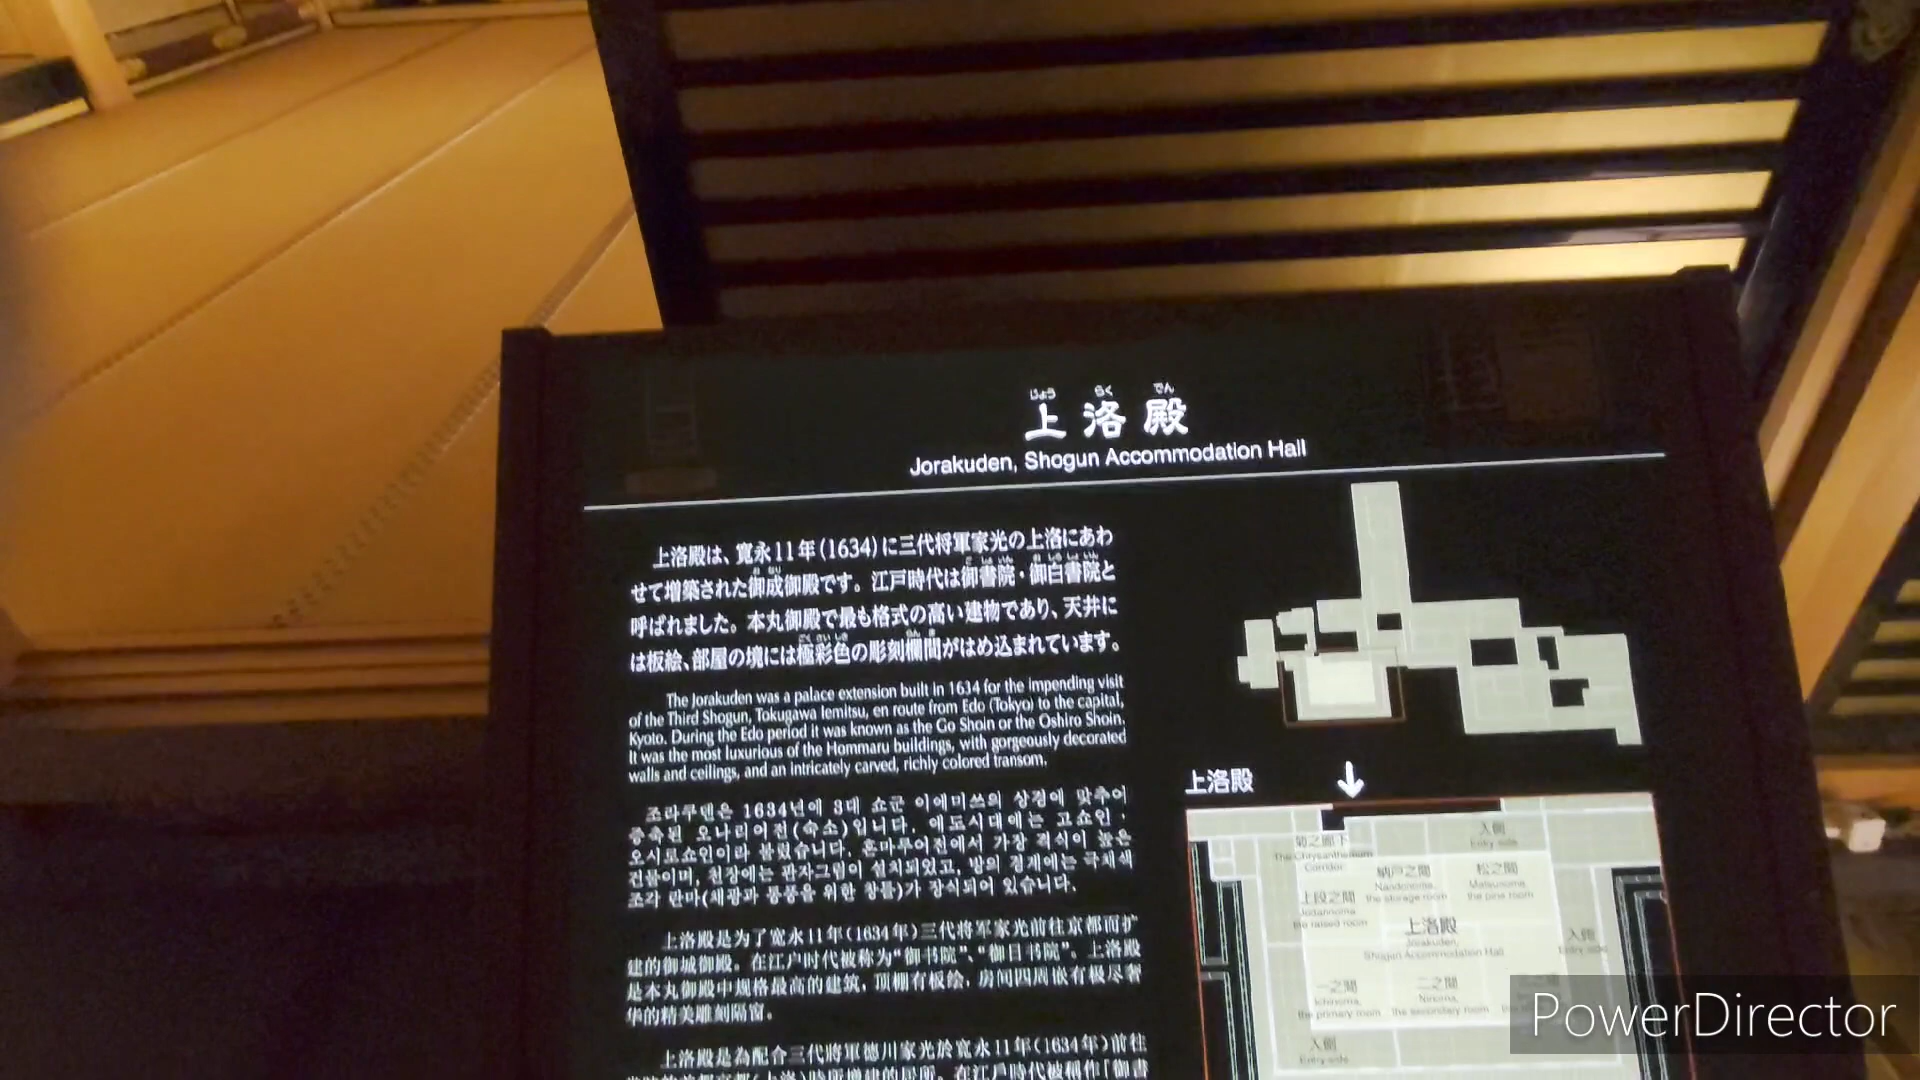 じょう らく でん
上洛殿
Jorakuden, Shogun Accommodation Hall
上洛殿は、寛永11年(1634)に三代将軍家光の上洛にあわ
せて増築された御成御殿です。江戸時代は御書院・御白書院と
呼ばれました。本丸御殿で最も格式の高い建物であり、天井に
は板絵、部屋の境には極彩色の彫刻欄間がはめ込まれています。
The Jorakuden was a palace extension built in 1634 for the impending visit
of the Third Shogun, Tokugawa Iemitsu, en route from Edo (Tokyo) to the capital,
Kyoto. During the Edo period it was known as the Go Shoin or the Oshiro Shoin.
It was the most luxurious of the Hommaru buildings, with gorgeously decorated
walls and ceilings, and an intricately carved, richly colored transom.
조라쿠덴은 1634년에 3대 쇼군 이에미쓰의 상경에 맞추어
증축된 오나리어전(숙소)입니다. 에도시대에는 고쇼인·
오시로쇼인이라 불렸습니다. 혼마루어전에서 가장 격식이 높은
건물이며, 천장에는 판자그림이 설치되었고, 방의 경계에는 극채색
조각 란마(채광과 통풍을 위한 창틀)가 장식되어 있습니다.
上洛殿是为了宽永11年(1634年)三代将军家光前往京都而扩
建的御城御殿。在江户时代被称为“御书院”、“御白书院”。上洛殿
是本丸御殿中规格最高的建筑，顶棚有板绘，房间四周嵌有极尽奢
华的精美雕刻隔窗。
上洛殿是為配合三代將軍德川家光於寬永11年(1634年)前往
上洛殿
入側
Entry side
菊之廊下
The Chrysanthemum
Corridor
納戸之間
Nandonoma,
the storage room
松之間
Matsunoma,
the pine room
上段之間
Jodannoma
the raised room
上洛殿
Jorakuden,
Shogun Accommodation Hall
入側
Entry side
一之間
Ichinoma,
the primary room
二之間
Ninoma,
the secondary room
入側
Entry side
PowerDirector